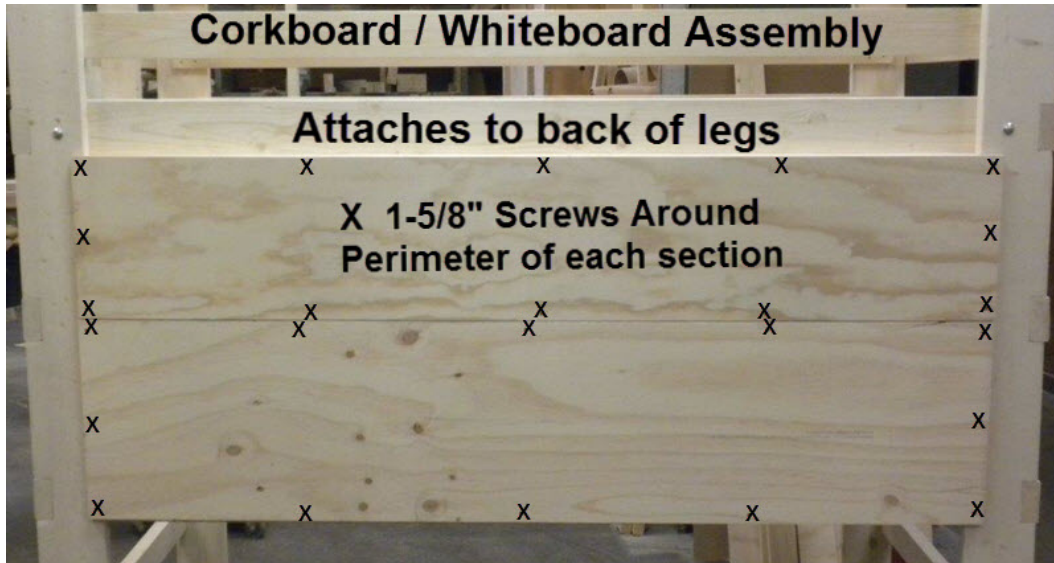 Corkboard / Whiteboard Assembly
Attaches to back of legs
X X X X X
X 1-5/8" Screws Around
X X
Perimeter of each section
X X X X X
X X X X X
X X
X X X X X